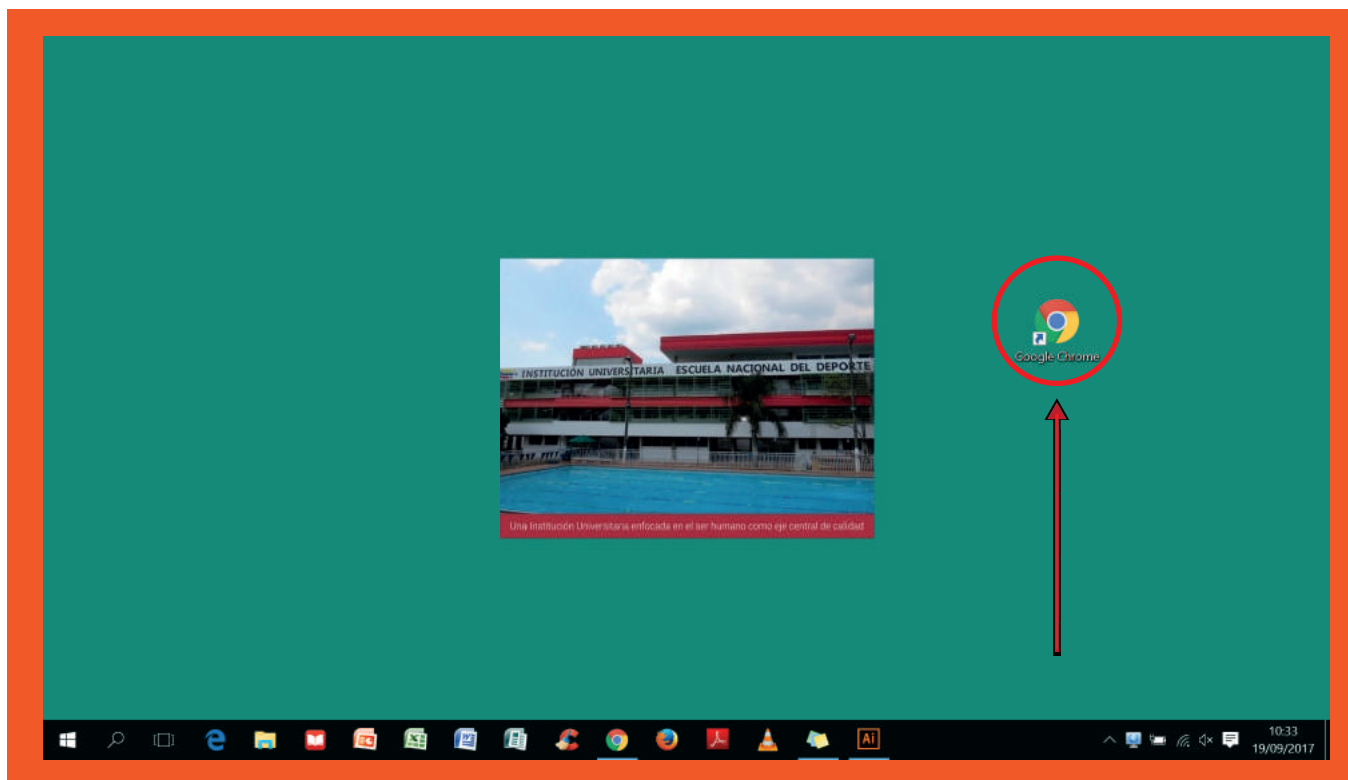 INSTITUCIÓN UNIVERSITARIA ESCUELA NACIONAL DEL DEPORTE
Google Chrome
Una Institución Universitaria enfocada en el ser humano como eje central de calidad
Ai
10:33
19/09/2017